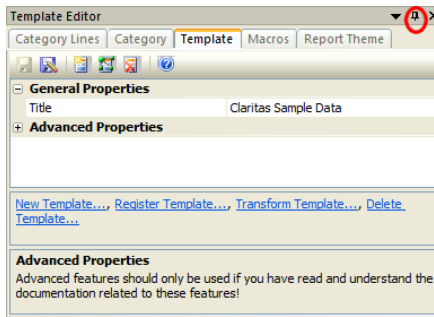 Template Editor
Category Lines Category Template Macros Report Theme
General Properties
Title Claritas Sample Data
Advanced Properties
New Template..., Register Template..., Transform Template..., Delete
Template...
Advanced Properties
Advanced features should only be used if you have read and understand the
documentation related to these features!